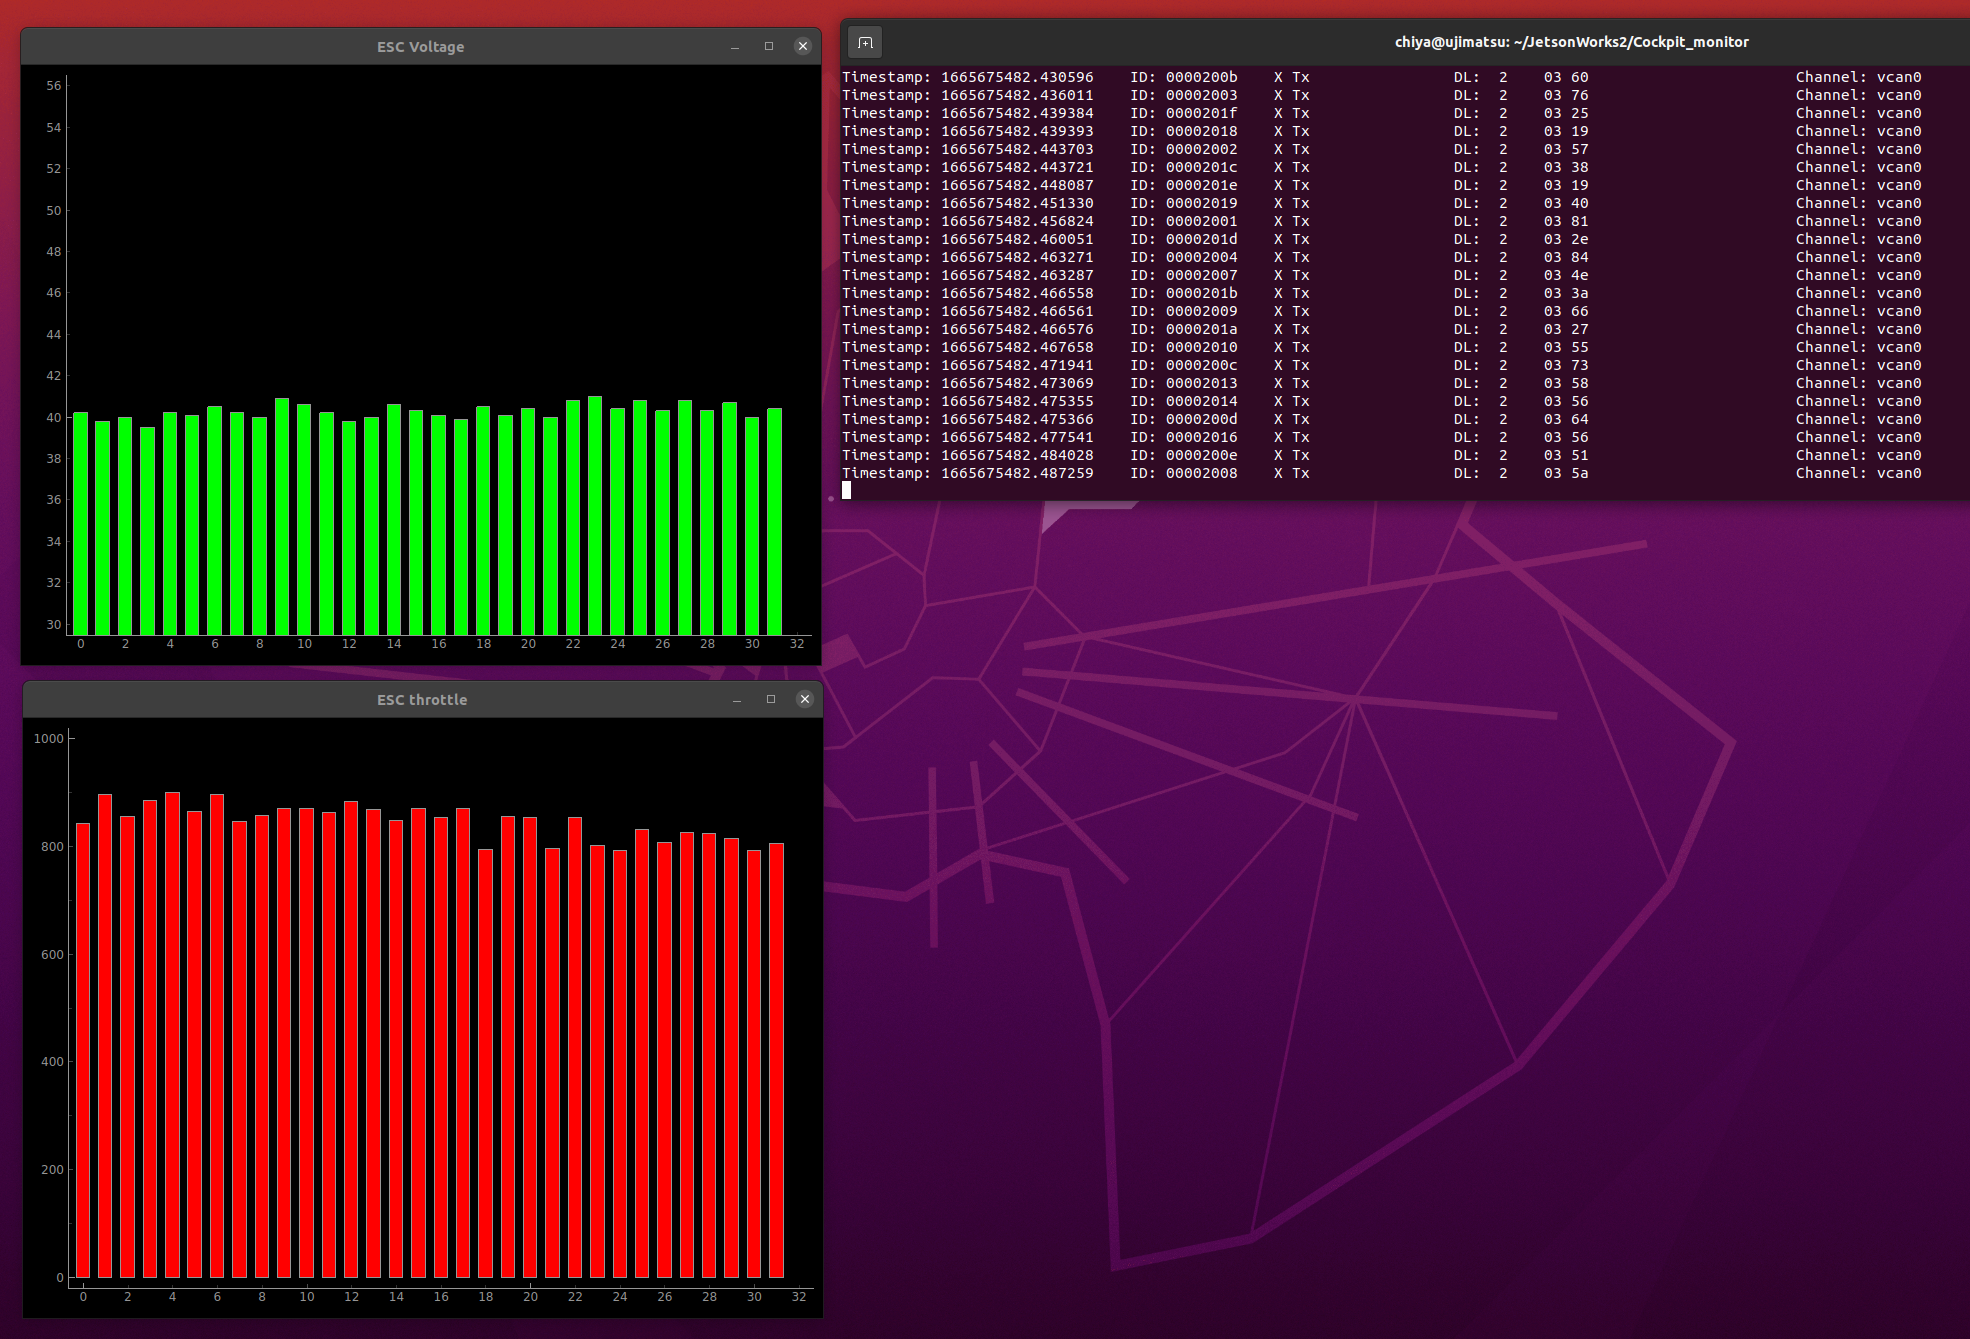 ESC Voltage
56
54
52
50
48
46
44
42
40
38
36
34
32
30
0 2 4 6 8 10 12 14 16 18 20 22 24 26 28 30 32
ESC throttle
1000
800
600
400
200
0
0 2 4 6 8 10 12 14 16 18 20 22 24 26 28 30 32
chiya@ujimatsu: ~/JetsonWorks2/Cockpit_monitor
Timestamp: 1665675482.430596 ID: 0000200b X Tx DL: 2 03 60 Channel: vcan0
Timestamp: 1665675482.436011 ID: 00002003 X Tx DL: 2 03 76 Channel: vcan0
Timestamp: 1665675482.439384 ID: 0000201f X Tx DL: 2 03 25 Channel: vcan0
Timestamp: 1665675482.439393 ID: 00002018 X Tx DL: 2 03 19 Channel: vcan0
Timestamp: 1665675482.443703 ID: 00002002 X Tx DL: 2 03 57 Channel: vcan0
Timestamp: 1665675482.443721 ID: 0000201c X Tx DL: 2 03 38 Channel: vcan0
Timestamp: 1665675482.448087 ID: 0000201e X Tx DL: 2 03 19 Channel: vcan0
Timestamp: 1665675482.451330 ID: 00002019 X Tx DL: 2 03 40 Channel: vcan0
Timestamp: 1665675482.456824 ID: 00002001 X Tx DL: 2 03 81 Channel: vcan0
Timestamp: 1665675482.460051 ID: 0000201d X Tx DL: 2 03 2e Channel: vcan0
Timestamp: 1665675482.463271 ID: 00002004 X Tx DL: 2 03 84 Channel: vcan0
Timestamp: 1665675482.463287 ID: 00002007 X Tx DL: 2 03 4e Channel: vcan0
Timestamp: 1665675482.466558 ID: 0000201b X Tx DL: 2 03 3a Channel: vcan0
Timestamp: 1665675482.466561 ID: 00002009 X Tx DL: 2 03 66 Channel: vcan0
Timestamp: 1665675482.466576 ID: 0000201a X Tx DL: 2 03 27 Channel: vcan0
Timestamp: 1665675482.467658 ID: 00002010 X Tx DL: 2 03 55 Channel: vcan0
Timestamp: 1665675482.471941 ID: 0000200c X Tx DL: 2 03 73 Channel: vcan0
Timestamp: 1665675482.473069 ID: 00002013 X Tx DL: 2 03 58 Channel: vcan0
Timestamp: 1665675482.475355 ID: 00002014 X Tx DL: 2 03 56 Channel: vcan0
Timestamp: 1665675482.475366 ID: 0000200d X Tx DL: 2 03 64 Channel: vcan0
Timestamp: 1665675482.477541 ID: 00002016 X Tx DL: 2 03 56 Channel: vcan0
Timestamp: 1665675482.484028 ID: 0000200e X Tx DL: 2 03 51 Channel: vcan0
Timestamp: 1665675482.487259 ID: 00002008 X Tx DL: 2 03 5a Channel: vcan0